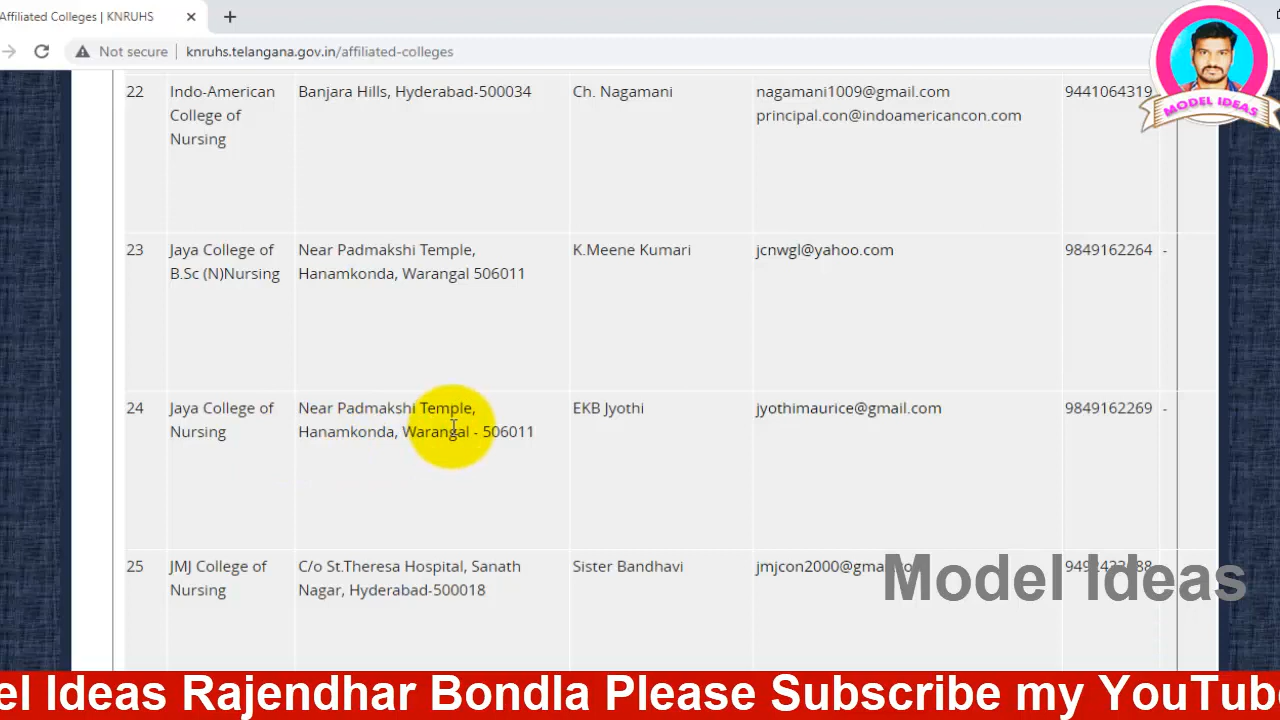 Affiliated Colleges | KNRUHS
Not secure knruhs.telangana.gov.in/affiliated-colleges
MODEL IDEAS
22 Indo-American Banjara Hills, Hyderabad-500034 Ch. Nagamani nagamani1009@gmail.com 9441064319
College of principal.con@indoamericancon.com
Nursing
23 Jaya College of Near Padmakshi Temple, K.Meene Kumari jcnwgl@yahoo.com 9849162264 -
B.Sc (N)Nursing Hanamkonda, Warangal 506011
24 Jaya College of Near Padmakshi Temple, EKB Jyothi jyothimaurice@gmail.com 9849162269 -
Nursing Hanamkonda, Warangal - 506011
25 JMJ College of C/o St.Theresa Hospital, Sanath Sister Bandhavi
Nursing Nagar, Hyderabad-500018
Model Ideas
el Ideas Rajendhar Bondla Please Subscribe my YouTub